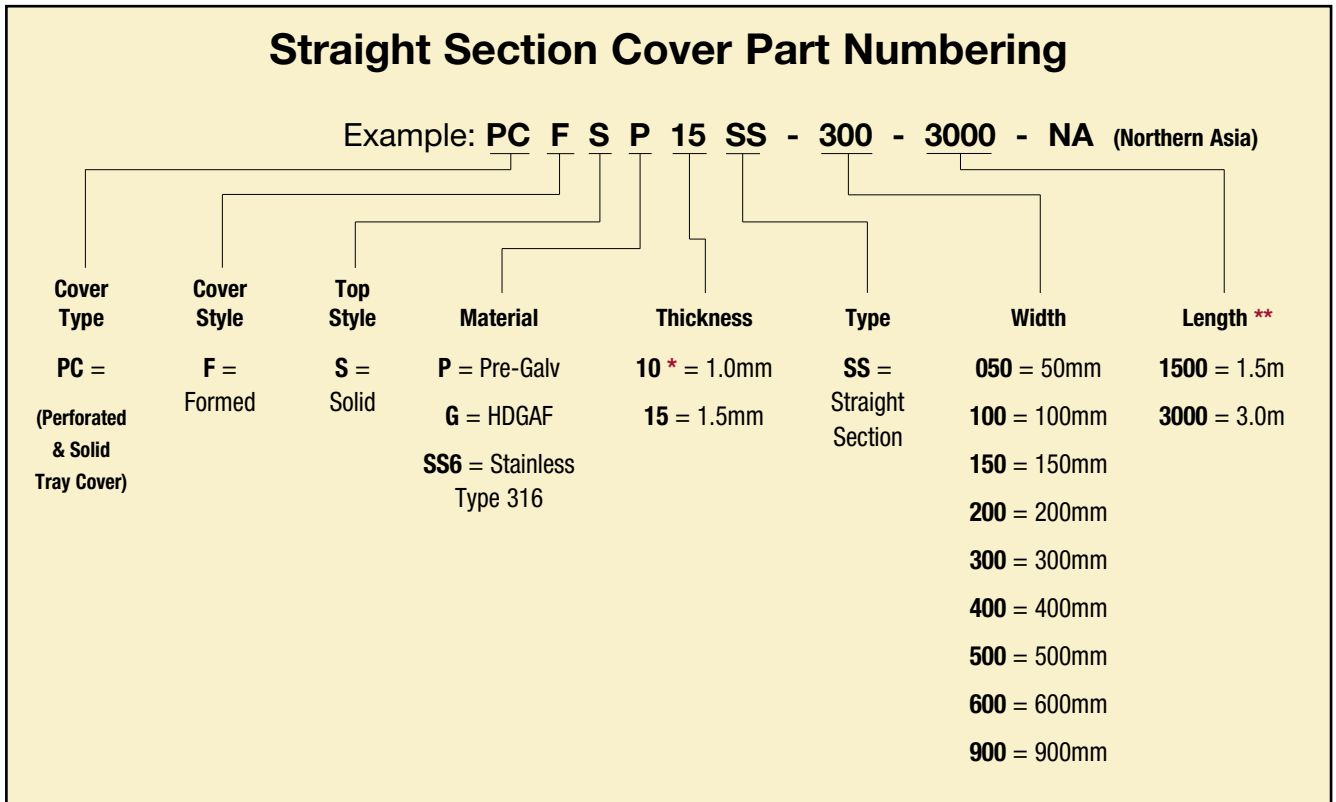 Straight Section Cover Part Numbering
Example: PC F S P 15 SS - 300 - 3000 - NA (Northern Asia)
Cover
Type
PC =
(Perforated
& Solid
Tray Cover)
Cover
Style
F =
Formed
Top
Style
S =
Solid
Material
P = Pre-Galv
G = HDGAF
SS6 = Stainless
Type 316
Thickness
10 * = 1.0mm
15 = 1.5mm
Type
SS =
Straight
Section
Width
050 = 50mm
100 = 100mm
150 = 150mm
200 = 200mm
300 = 300mm
400 = 400mm
500 = 500mm
600 = 600mm
900 = 900mm
Length **
1500 = 1.5m
3000 = 3.0m